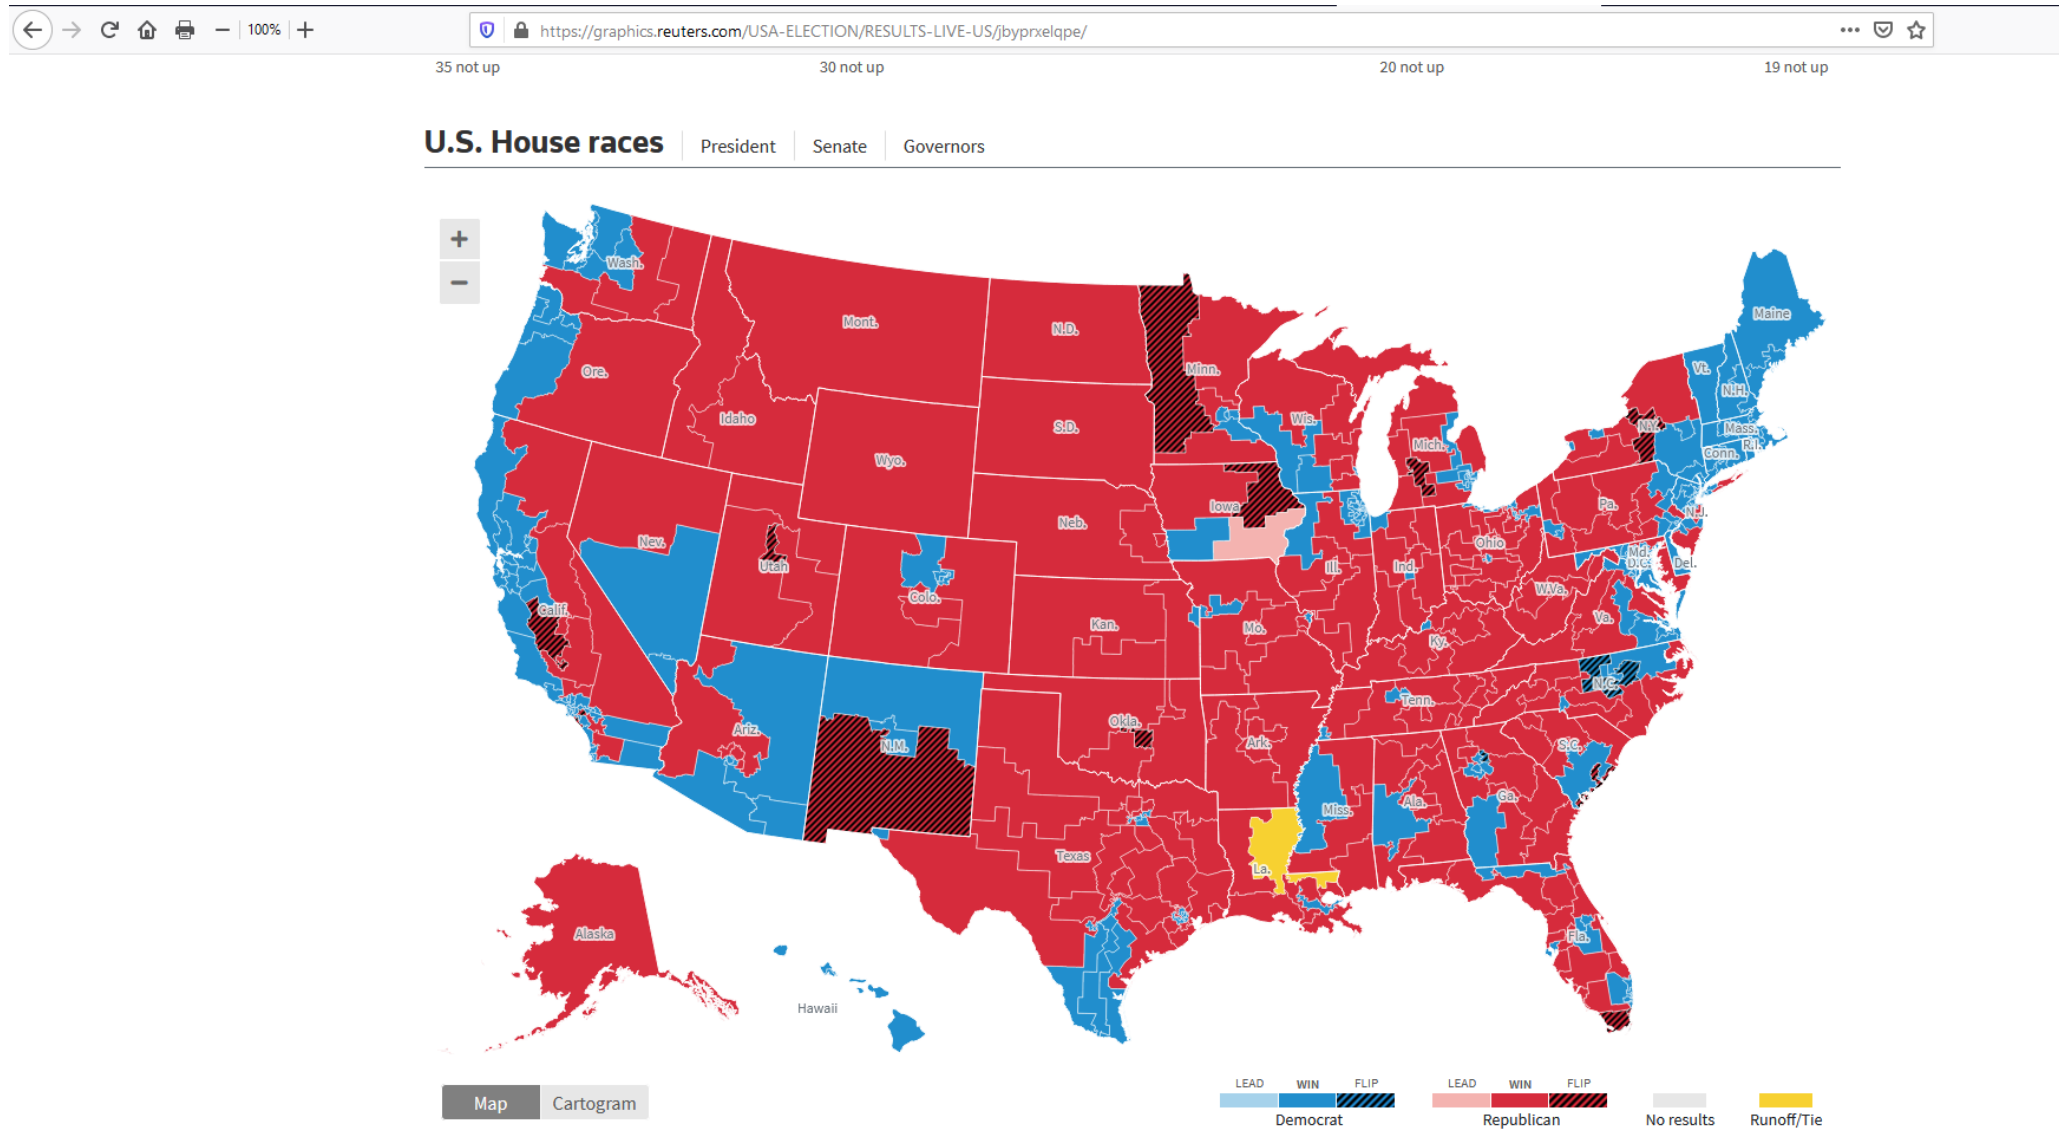 100%
https://graphics.reuters.com/USA-ELECTION/RESULTS-LIVE-US/jbyprxelqpe/
35 not up 30 not up 20 not up 19 not up
U.S. House races President Senate Governors
+
−
Wash.
Maine
Mont.
N.D.
Vt.
Minn.
Ore.
N.H.
Idaho
Wis.
S.D.
N.Y.
Mass.
Mich.
R.I.
Conn.
Wyo.
Iowa
Pa.
N.J.
Neb.
Nev.
Ohio
Md.
D.C.
Del.
Utah
Ill.
Ind.
W.Va.
Colo.
Calif.
Va.
Kan.
Mo.
Ky.
N.C.
Tenn.
Okla.
Ariz.
N.M.
Ark.
S.C.
Ga.
Ala.
Miss.
Texas
La.
Alaska
Fla.
Hawaii
LEAD WIN FLIP LEAD WIN FLIP
Map Cartogram
Democrat Republican No results Runoff/Tie